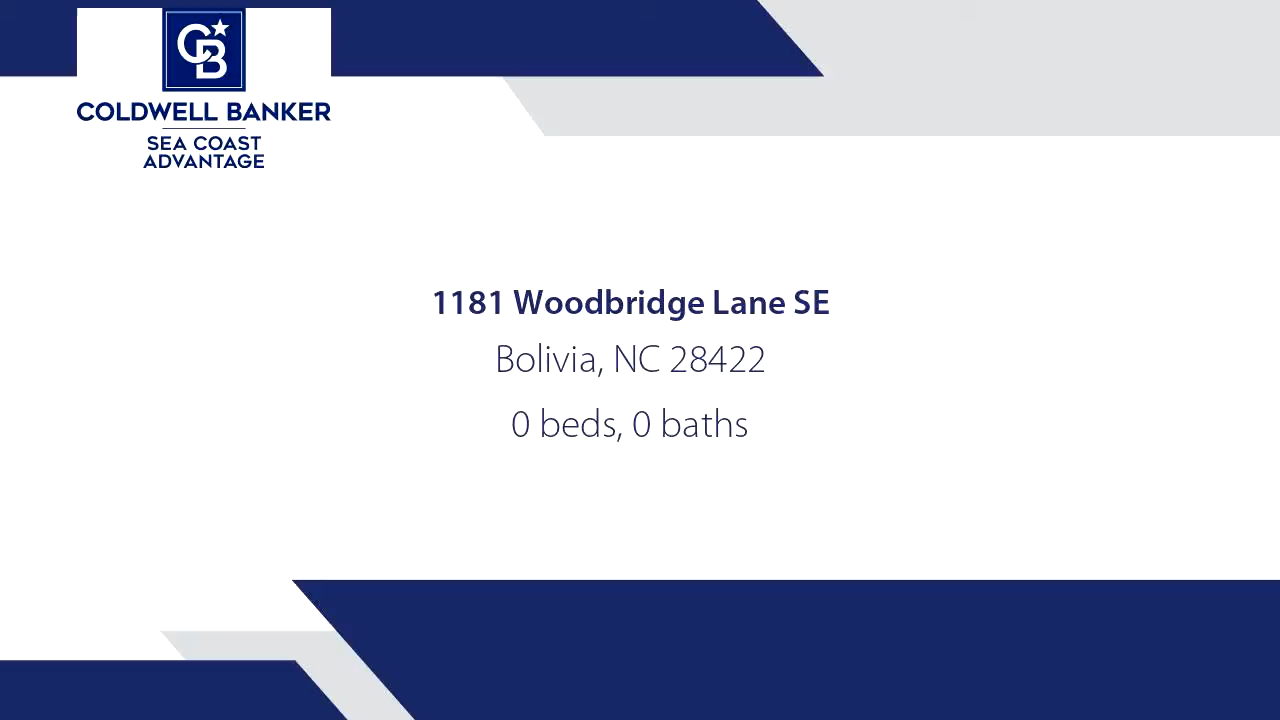 CB
COLDWELL BANKER
SEA COAST
ADVANTAGE
1181 Woodbridge Lane SE
Bolivia, NC 28422
0 beds, 0 baths